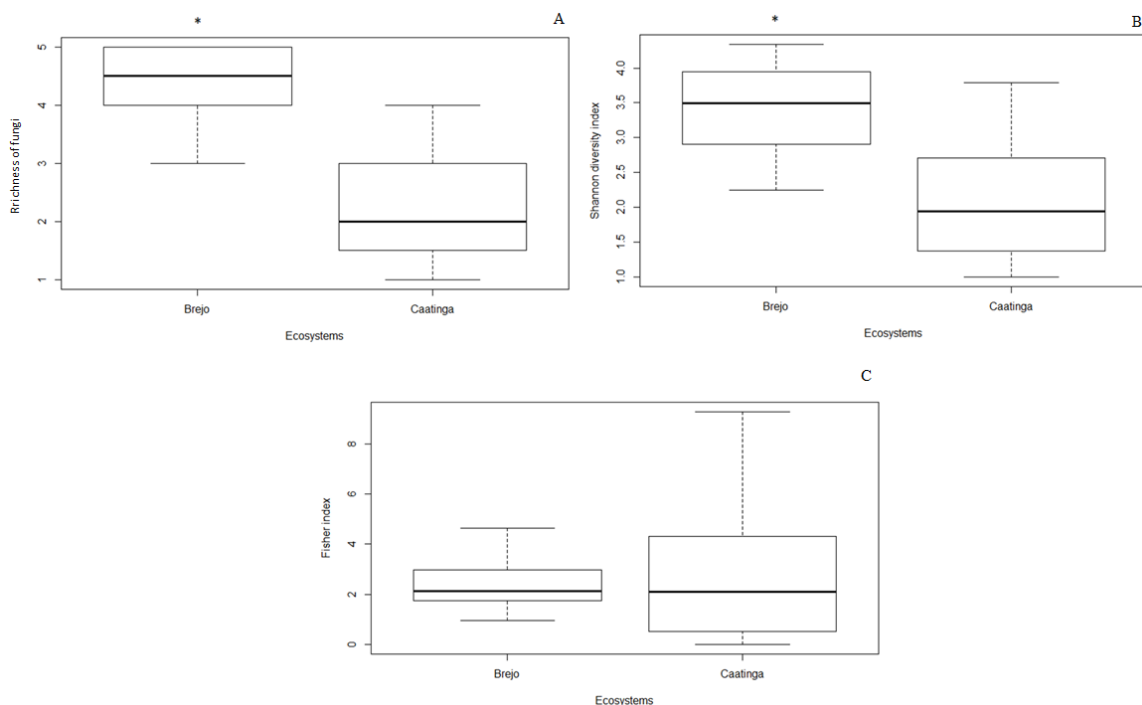 *
A
Rrichness of fungi
5
4
3
2
1
Brejo
Caatinga
Ecosystems
*
B
Shannon diversity index
4.0
3.5
3.0
2.5
2.0
1.5
1.0
Brejo
Caatinga
Ecosystems
C
Fisher index
8
6
4
2
0
Brejo
Caatinga
Ecosystems